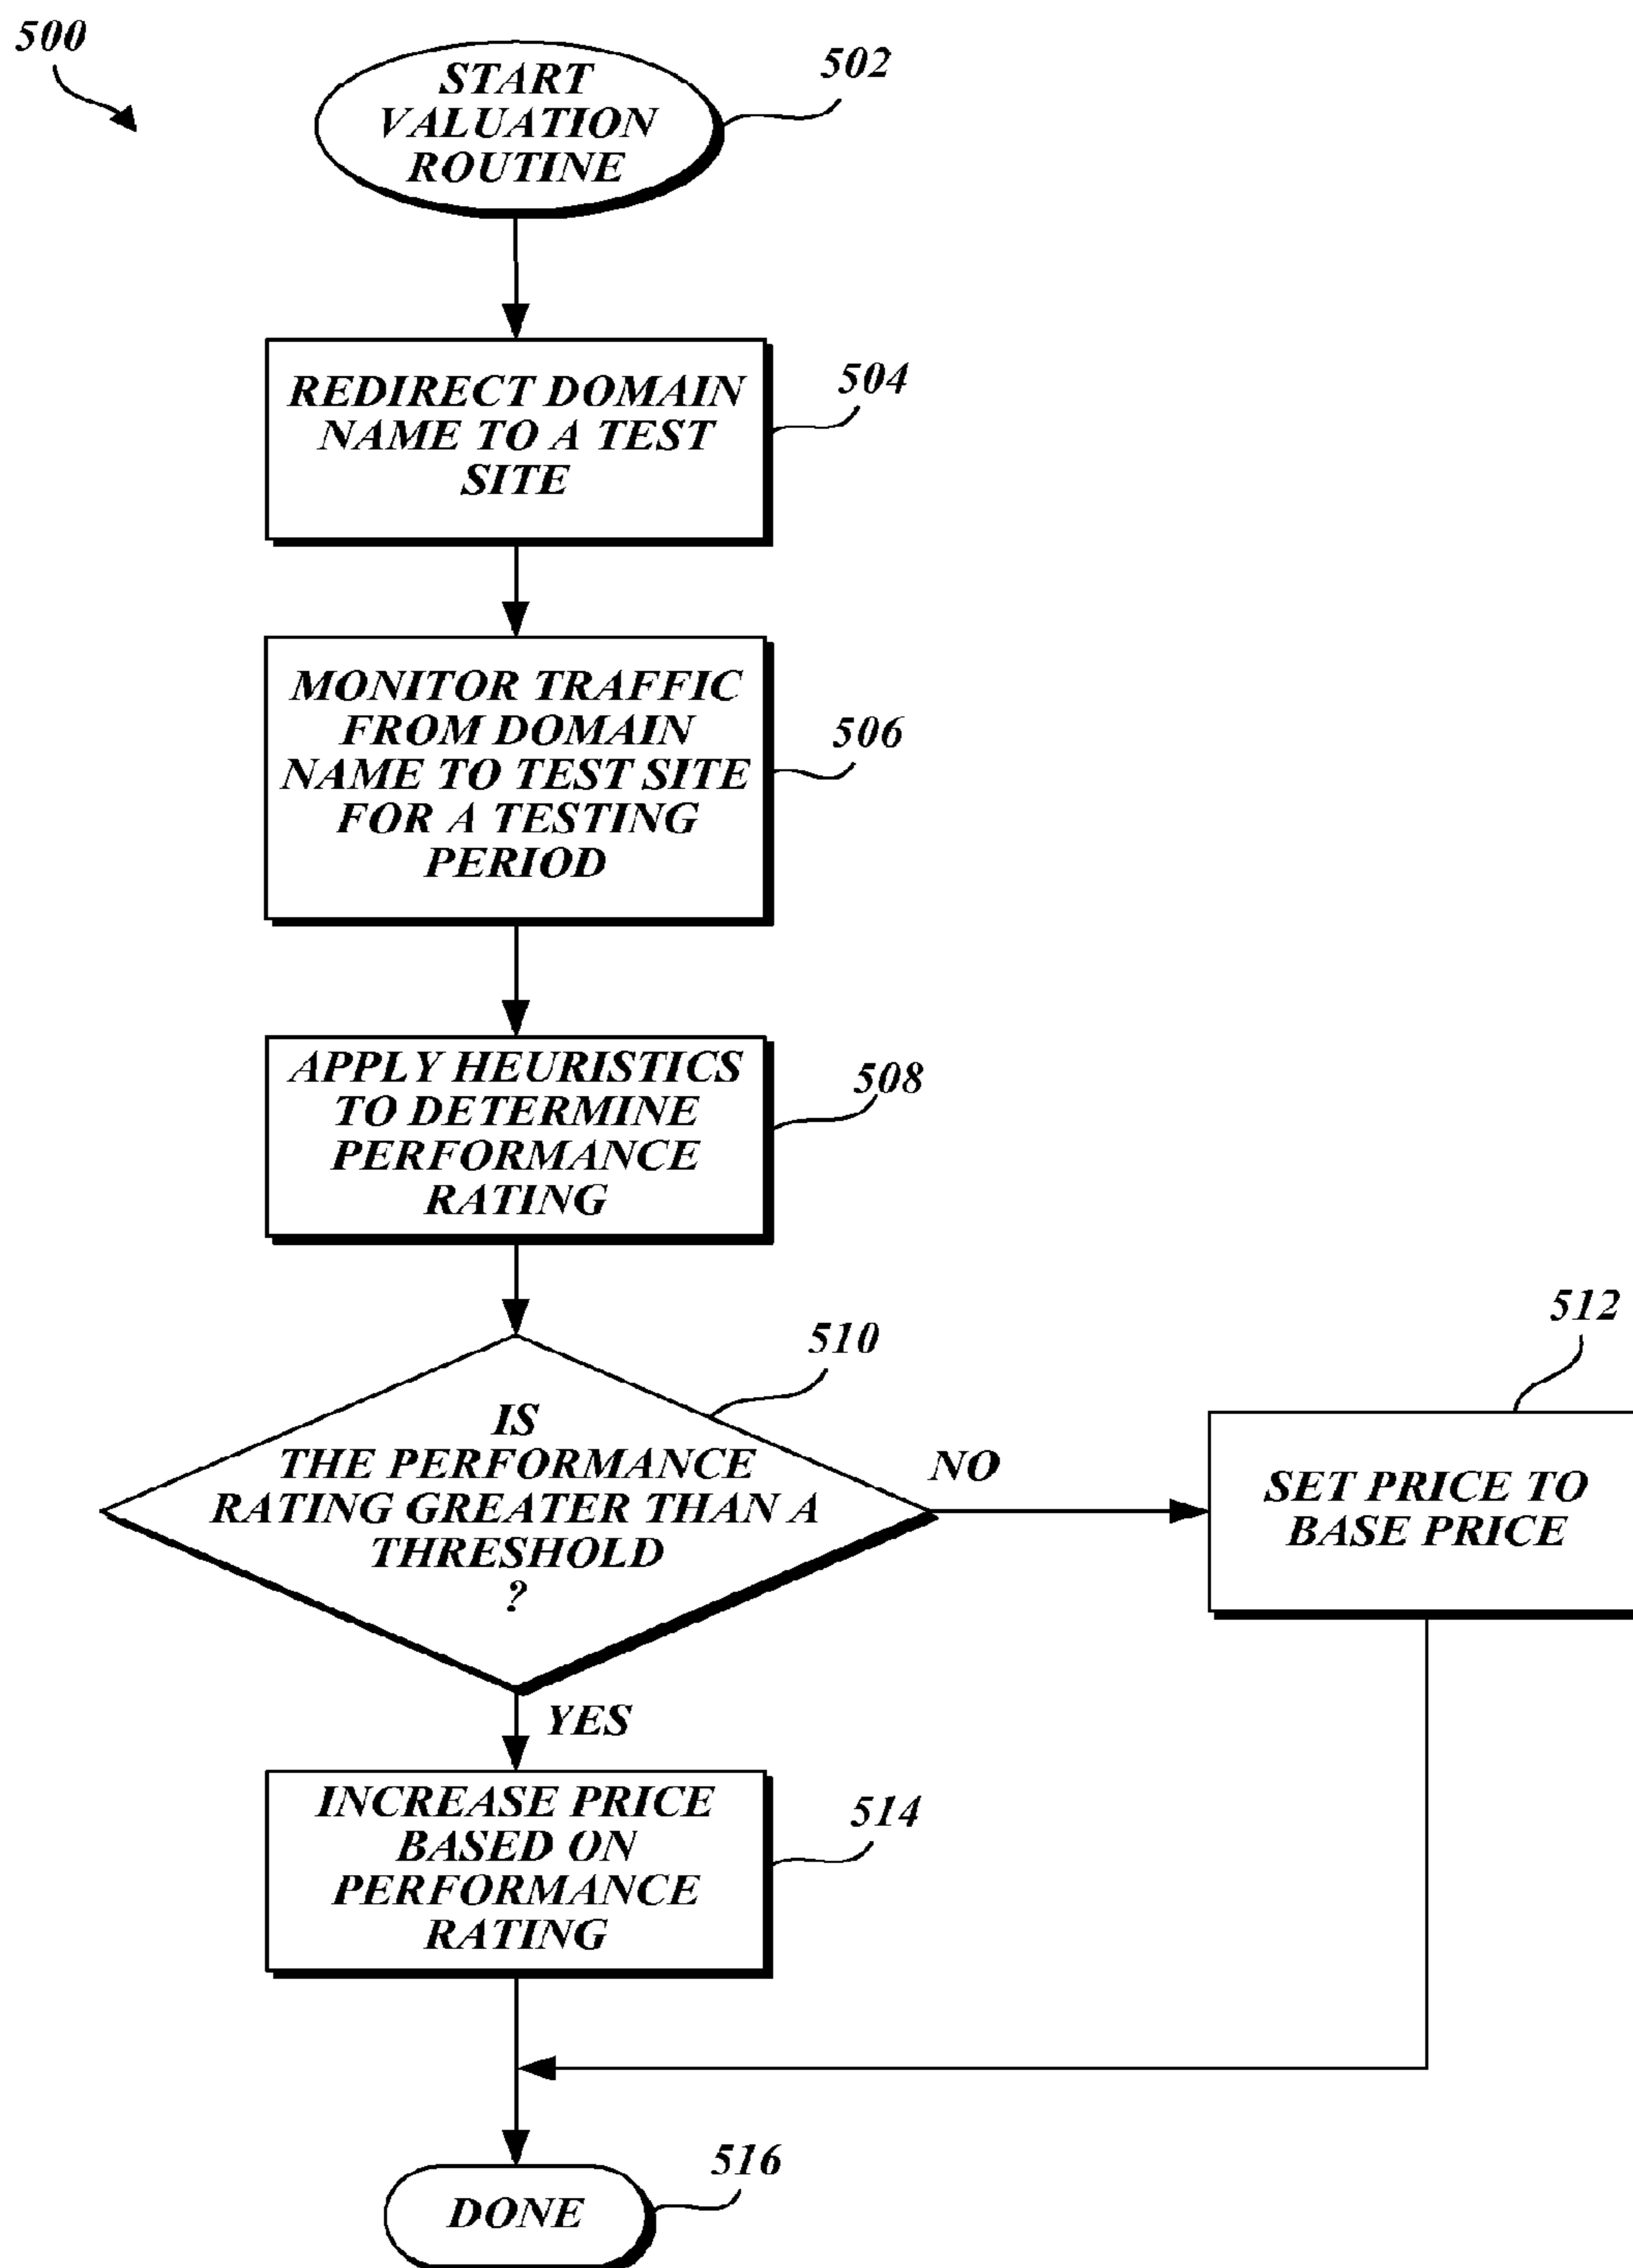 500
START
VALUATION
ROUTINE
502
REDIRECT DOMAIN
NAME TO A TEST
SITE
504
MONITOR TRAFFIC
FROM DOMAIN
NAME TO TEST SITE
FOR A TESTING
PERIOD
506
APPLY HEURISTICS
TO DETERMINE
PERFORMANCE
RATING
508
IS
THE PERFORMANCE
RATING GREATER THAN A
THRESHOLD
?
510
NO
SET PRICE TO
BASE PRICE
512
YES
INCREASE PRICE
BASED ON
PERFORMANCE
RATING
514
DONE
516